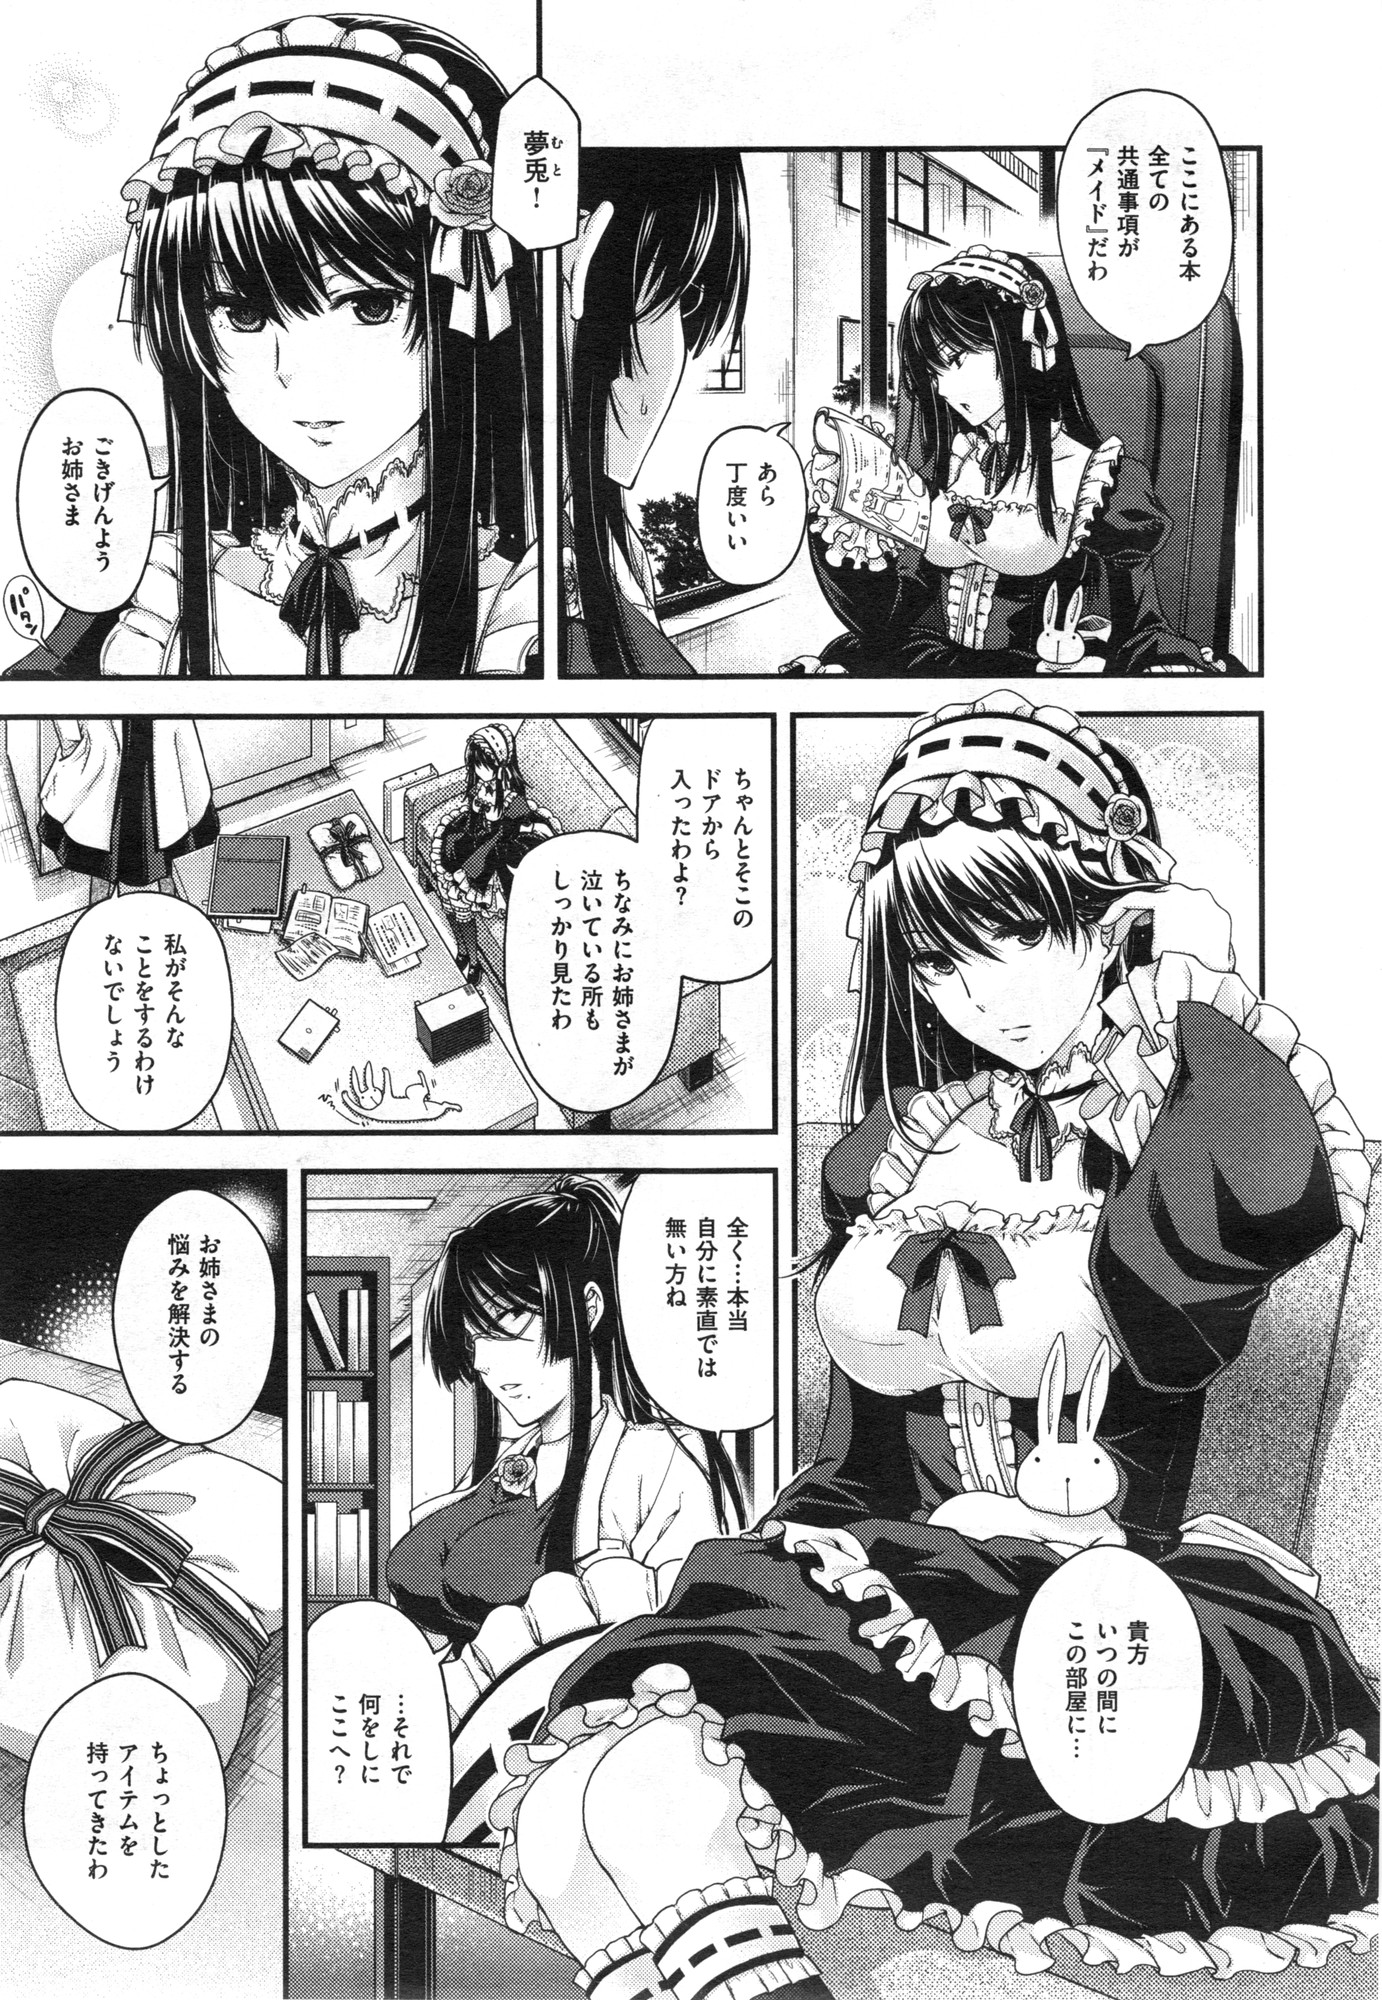 ここにある本
全ての
共通事項が
『メイド』だわ
あら
丁度いい
夢兎！
むと
ごきげんよう
お姉さま
パタン
貴方
いつの間に
この部屋に…
ちゃんとそこの
ドアから
入ったわよ？
ちなみにお姉さまが
泣いている所も
しっかり見たわ
私がそんな
ことをするわけ
ないでしょう
全く…本当
自分に素直では
無い方ね
…それで
何をしに
ここへ？
お姉さまの
悩みを解決する
ちょっとした
アイテムを
持ってきたわ